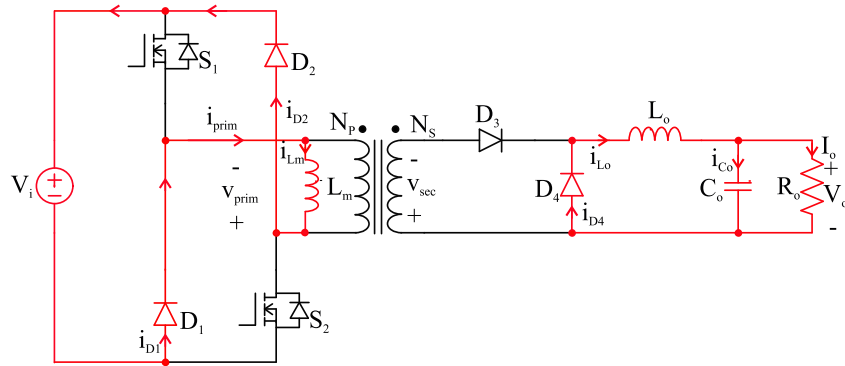 S1
D2
iprim
iD2
NP
NS
D3
Lo
iLm
iLo
iCo
Io
-
-
+
Vi
vprim
Lm
vsec
D4
Co
Ro
Vo
+
+
iD4
-
D1
S2
iD1